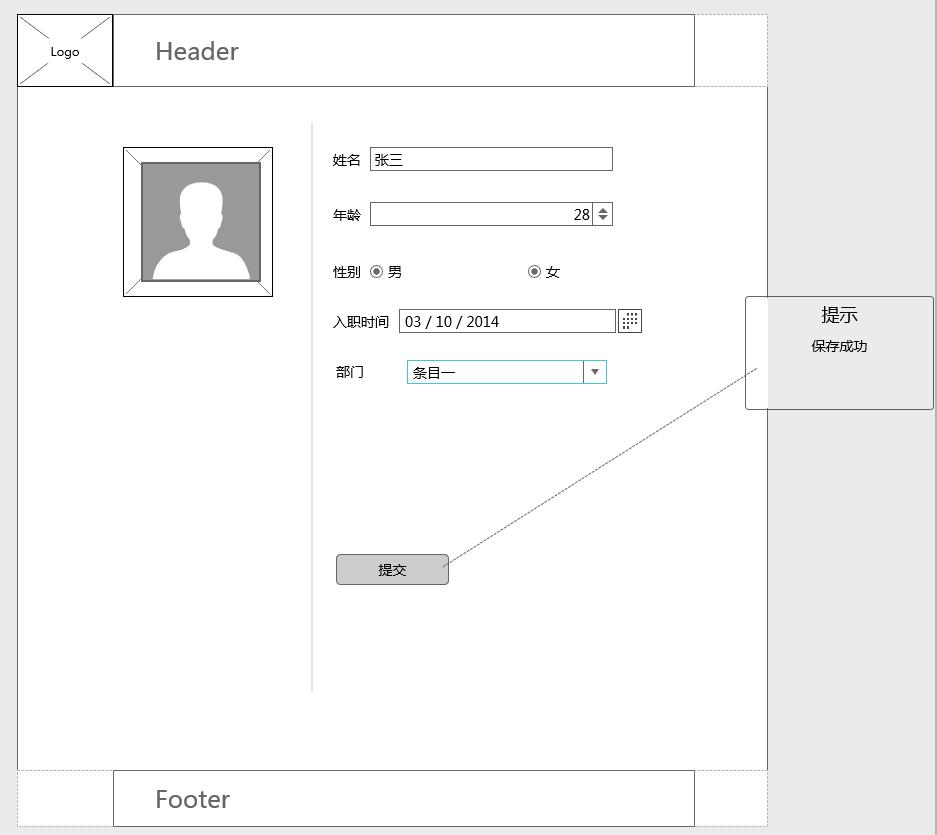 Logo
Header
姓名 张三
年龄 28
性别 男 女
入职时间 03 / 10 / 2014
提示
保存成功
部门 条目一
提交
Footer